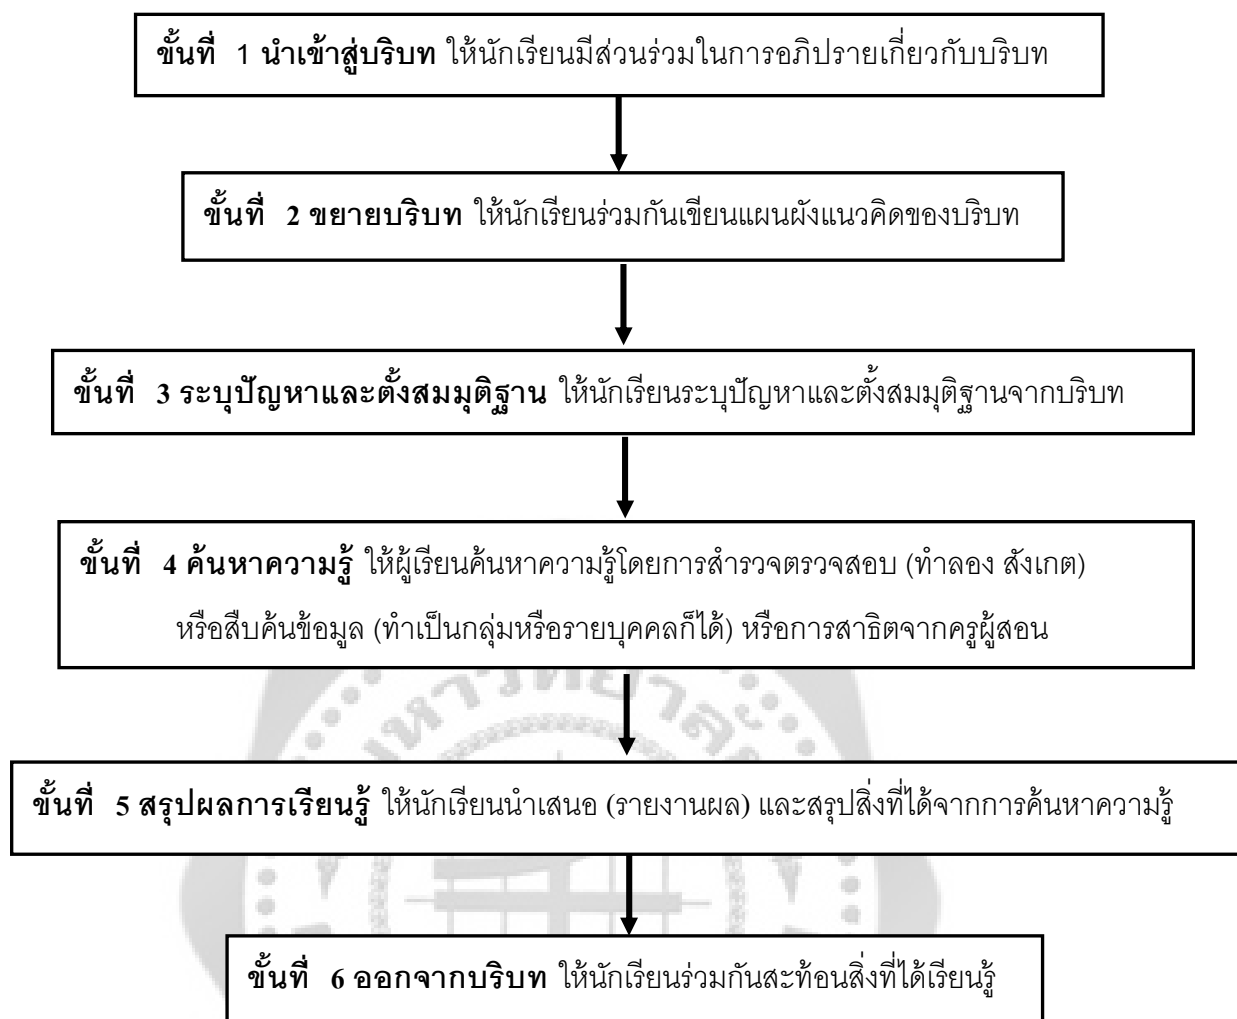 ขั้นที่ 1 นำเข้าสู่บริบท ให้นักเรียนมีส่วนร่วมในการอภิปรายเกี่ยวกับบริบท
ขั้นที่ 2 ขยายบริบท ให้นักเรียนร่วมกันเขียนแผนผังแนวคิดของบริบท
ขั้นที่ 3 ระบุปัญหาและตั้งสมมุติฐาน ให้นักเรียนระบุปัญหาและตั้งสมมุติฐานจากบริบท
ขั้นที่ 4 ค้นหาความรู้ ให้ผู้เรียนค้นหาความรู้โดยการสำรวจตรวจสอบ (ทำลอง สังเกต)
หรือสืบค้นข้อมูล (ทำเป็นกลุ่มหรือรายบุคคลก็ได้) หรือการสาธิตจากครูผู้สอน
ขั้นที่ 5 สรุปผลการเรียนรู้ ให้นักเรียนนำเสนอ (รายงานผล) และสรุปสิ่งที่ได้จากการค้นหาความรู้
ขั้นที่ 6 ออกจากบริบท ให้นักเรียนร่วมกันสะท้อนสิ่งที่ได้เรียนรู้